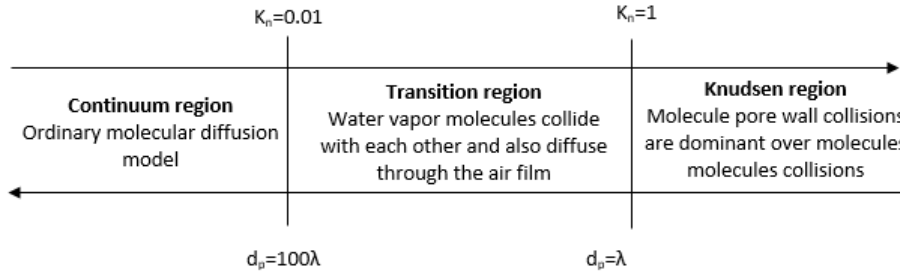 Kₙ=0.01
Kₙ=1
Continuum region
Ordinary molecular diffusion
model
Transition region
Water vapor molecules collide
with each other and also diffuse
through the air film
Knudsen region
Molecule pore wall collisions
are dominant over molecules
molecules collisions
dₚ=100λ
dₚ=λ